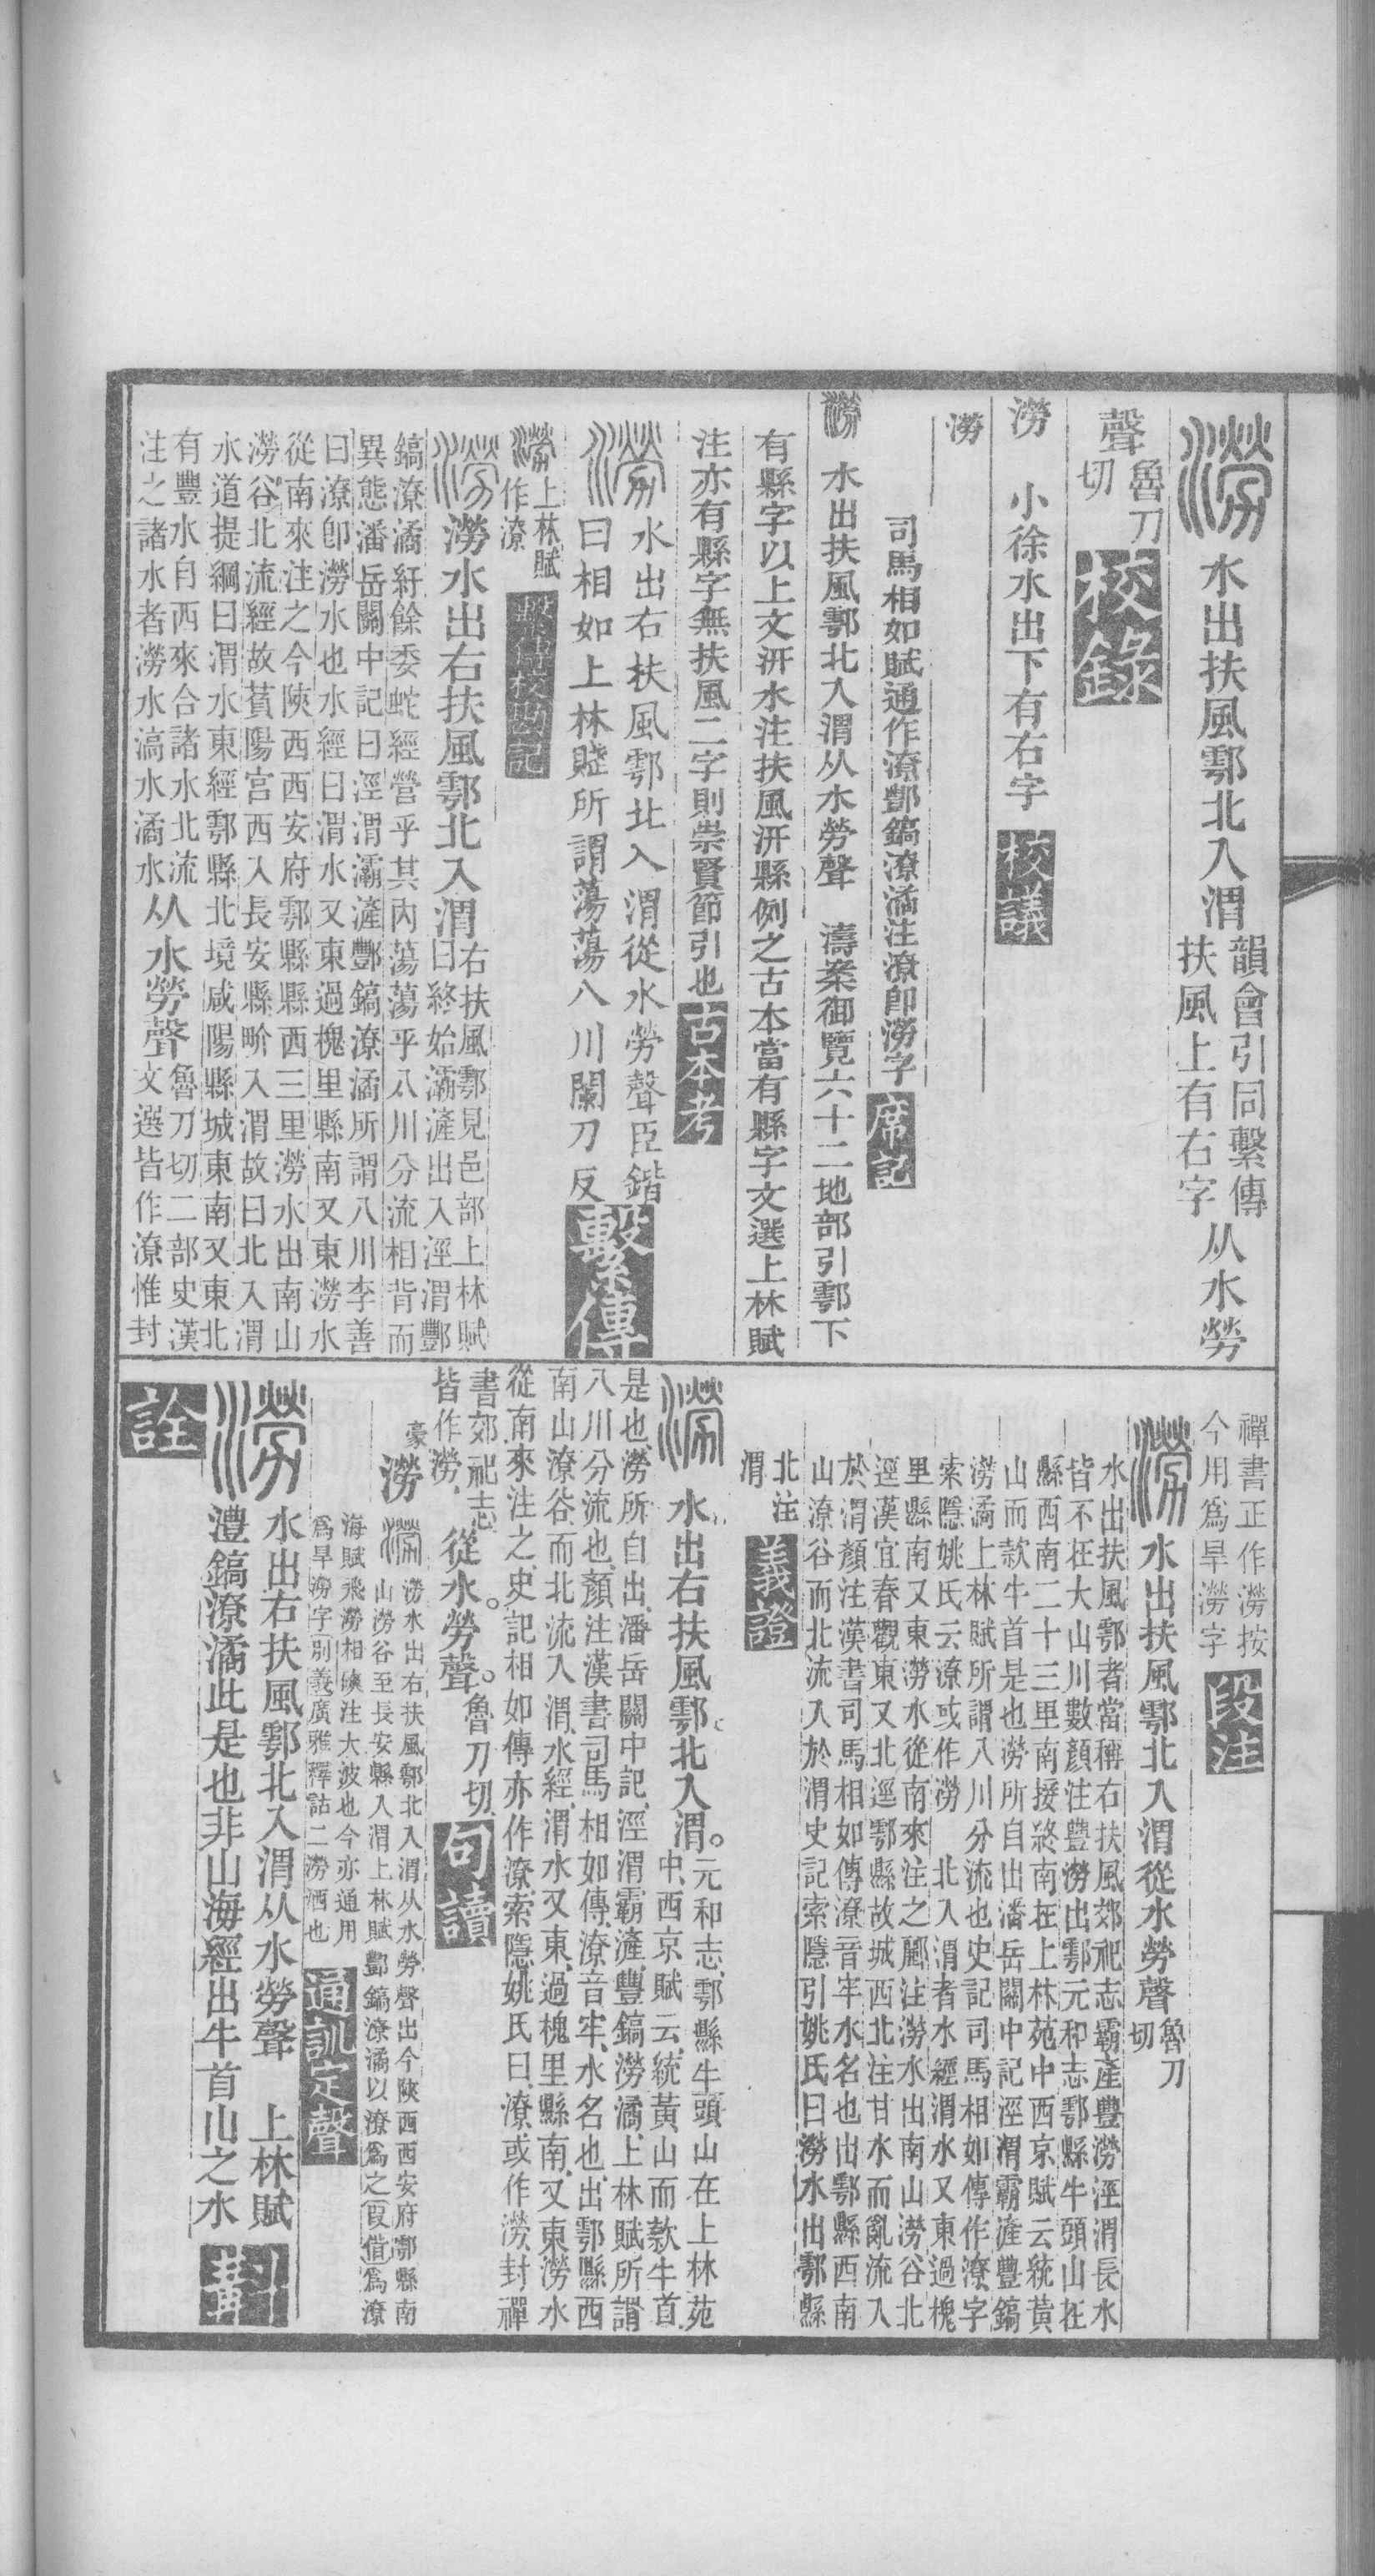 澇 水出扶風鄠北入渭 韻會引同繫傳
扶風上有右字 从水勞
聲 魯刀
切 校錄
澇 小徐水出下有右字 校議
澇
司馬相如賦通作潦酆鎬潦潏注潦卽澇字 席記
澇 水出扶風鄠北入渭从水勞聲 濤案御覽六十二地部引鄠下
有縣字以上文汧水注扶風汧縣例之古本當有縣字文選上林賦
注亦有縣字無扶風二字則崇賢節引也 古本考
澇 水出右扶風鄠北入渭從水勞聲臣鍇
曰相如上林賦所謂蕩蕩八川闌刀反 繫傳
澇 上林賦
作潦 繫傳校勘記
澇 澇水出右扶風鄠北入渭 右扶風鄠見邑部上林賦
曰終始灞滻出入涇渭酆
鎬潦潏紆餘委蛇經營乎其內蕩蕩乎八川分流相背而
異態潘岳關中記曰涇渭灞滻酆鎬潦潏所謂八川李善
曰潦卽澇水也水經曰渭水又東過槐里縣南又東澇水
從南來注之今陝西西安府鄠縣縣西三里澇水出南山
澇谷北流經故萯陽宮西入長安縣畍入渭故曰北入渭
水道提綱曰渭水東經鄠縣北境咸陽縣城東南又東北
有豐水自西來合諸水北流
注之諸水者澇水滈水潏水 从水勞聲 魯刀切二部史漢
文選皆作潦惟封
禪書正作澇按
今用爲旱澇字 段注
澇 水出扶風鄠北入渭從水勞聲 魯刀
切
水出扶風鄠者當稱右扶風郊祀志霸產豐澇涇渭長水
皆不在大山川數顏注豐澇出鄠元和志鄠縣牛頭山在
縣西南二十三里南接終南在上林苑中西京賦云統黃
山而款牛首是也澇所自出潘岳關中記涇渭霸滻豐鎬
澇潏上林賦所謂八川分流也史記司馬相如傳作潦字
索隱姚氏云潦或作澇 北入渭者水經渭水又東過槐
里縣南又東澇水從南來注之酈注澇水出南山澇谷北
逕漢宜春觀東又北逕鄠縣故城西北注甘水而亂流入
於渭顏注漢書司馬相如傳潦音牢水名也出鄠縣西南
山潦谷而北流入於渭史記索隱引姚氏曰澇水出鄠縣
北注
渭 義證
澇 水出右扶風鄠。北入渭。 元和志、鄠縣牛頭山在上林苑
中、西京賦云、統黃山而款牛首
是也、澇所自出、潘岳關中記、涇渭霸滻豐鎬澇潏、上林賦所謂
八川分流也、顏注漢書司馬相如傳、潦音牢、水名也、出鄠縣西
南山潦谷、而北流入渭、水經、渭水又東過槐里縣南、又東澇水
從南來注之、史記相如傳亦作潦、索隱、姚氏曰、潦或作澇、封禪
書郊祀志
皆作澇、 從水。勞聲。 魯刀切 句讀
豪
澇 澇 澇水出右扶風鄠北入渭从水勞聲出今陝西西安府鄠縣南
山澇谷至長安縣入渭上林賦酆鎬潦潏以潦爲之叚借爲潦
海賦飛澇相磢注大波也今亦通用
爲旱澇字別義廣雅釋詁二澇洒也 通訓定聲
澇 水出右扶風鄠北入渭从水勞聲 上林賦
灃鎬潦潏此是也非山海經出牛首山之水 斠
詮